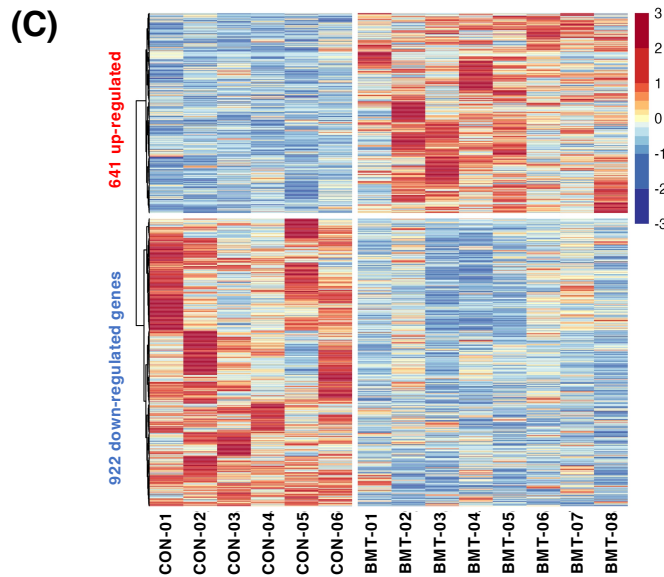 (C)
641 up-regulated
922 down-regulated genes
3
2
1
0
-1
-2
-3
CON-01
CON-02
CON-03
CON-04
CON-05
CON-06
BMT-01
BMT-02
BMT-03
BMT-04
BMT-05
BMT-06
BMT-07
BMT-08